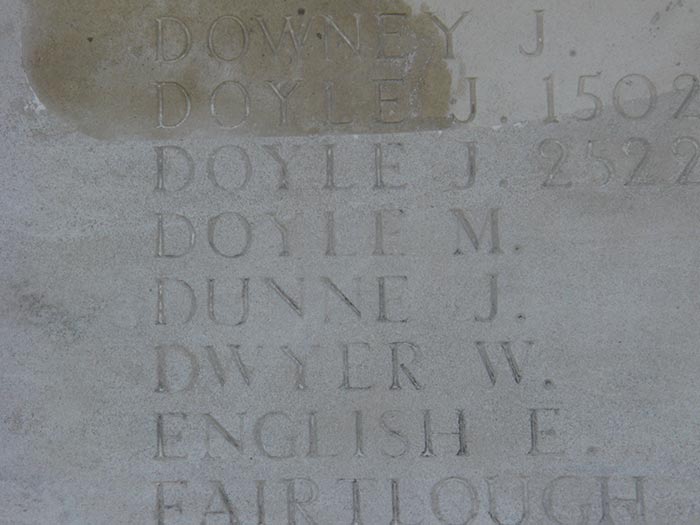 DOWNEY J
DOYLE J. 1502
DOYLE J. 2522
DOYLE M.
DUNNE J.
DWYER W.
ENGLISH E.
FAIRTLOUGH